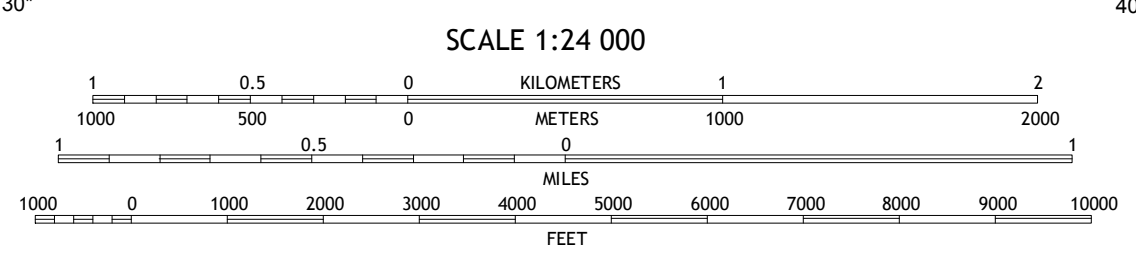 30" 40
SCALE 1:24 000
1 0.5 0 KILOMETERS 1 2
1000 500 0 METERS 1000 2000
1 0.5 0 1
MILES
1000 0 1000 2000 3000 4000 5000 6000 7000 8000 9000 10000
FEET